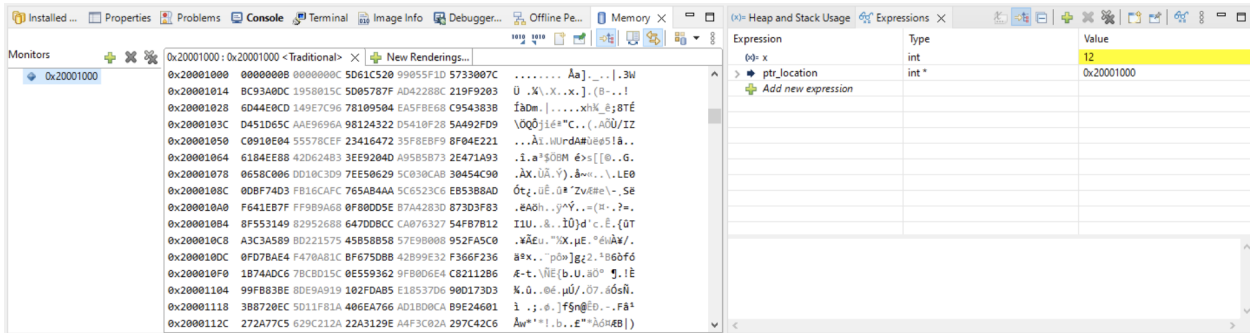 Installed ... Properties Problems Console Terminal Image Info Debugger... Offline Pe... Memory
Monitors
0x20001000
0x20001000 : 0x20001000 <Traditional> New Renderings...
0x20001000 0000000B 0000000C 5D61C520 99055F1D 5733007C
0x20001014 BC93A0DC 1958015C 5D05787F AD42288C 219F9203
0x20001028 6D44E0CD 149E7C96 78109504 EA5FBE68 C954383B
0x2000103C D451D65C AAE9696A 98124322 D5410F28 5A492FD9
0x20001050 C0910E04 55578CEF 23416472 35F8EBF9 8F04E221
0x20001064 6184EE88 42D624B3 3EE9204D A95B5B73 2E471A93
0x20001078 0658C006 DD10C3D9 7EE50629 5C030CAB 30454C90
0x2000108C 0DBF74D3 FB16CAFC 765AB4AA 5C6523C6 EB53B8AD
0x200010A0 F641EB7F FF9B9A68 0F80DD5E B7A4283D 873D3F83
0x200010B4 8F553149 82952688 647DDBCC CA076327 54FB7B12
0x200010C8 A3C3A589 BD221575 45B58B58 57E9B008 952FA5C0
0x200010DC 0FD7BAE4 F470A81C BF675DBB 42B99E32 F366F236
0x200010F0 1B74ADC6 7BCBD15C 0E559362 9FB0D6E4 C82112B6
0x20001104 99FB83BE 8DE9A919 102FDAB5 E18537D6 90D173D3
0x20001118 3B8720EC 5D11F81A 406EA766 AD1BD0CA B9E24601
0x2000112C 272A77C5 629C212A 22A3129E A4F3C02A 297C42C6
Heap and Stack Usage Expressions
Expression Type Value
x int 12
ptr_location int * 0x20001000
Add new expression